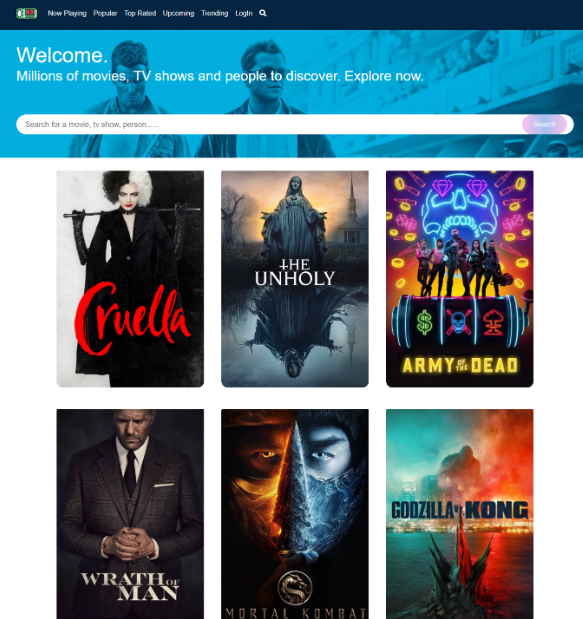 Now Playing Popular Top Rated Upcoming Trending LogIn
Welcome.
Millions of movies, TV shows and people to discover. Explore now.
Search for a movie, tv show, person...... Search
Cruella
THE
UNHOLY
ARMY OF THE DEAD
WRATH OF
MAN
MORTAL KOMBAT
GODZILLA VS KONG